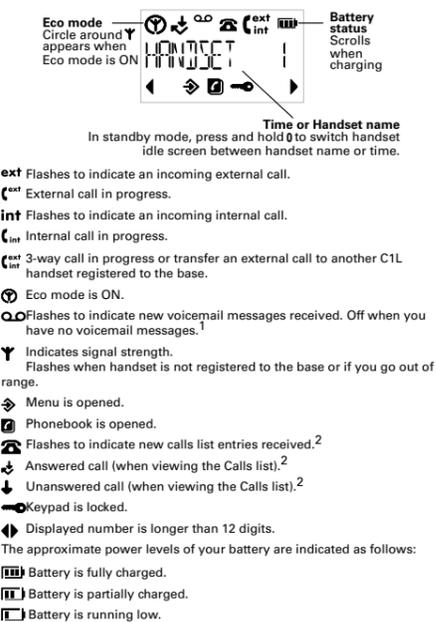 Eco mode
Circle around
appears when
Eco mode is ON
ext
int
Battery
status
Scrolls
when
charging
HANDSET 1
Time or Handset name
In standby mode, press and hold 0 to switch handset
idle screen between handset name or time.
ext Flashes to indicate an incoming external call.
ext External call in progress.
int Flashes to indicate an incoming internal call.
int Internal call in progress.
ext int 3-way call in progress or transfer an external call to another C1L
handset registered to the base.
Eco mode is ON.
Flashes to indicate new voicemail messages received. Off when you
have no voicemail messages.1
Indicates signal strength.
Flashes when handset is not registered to the base or if you go out of
range.
Menu is opened.
Phonebook is opened.
Flashes to indicate new calls list entries received.2
Answered call (when viewing the Calls list).2
Unanswered call (when viewing the Calls list).2
Keypad is locked.
Displayed number is longer than 12 digits.
The approximate power levels of your battery are indicated as follows:
Battery is fully charged.
Battery is partially charged.
Battery is running low.